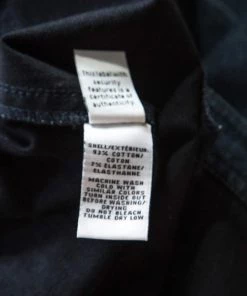 This label with
security
features is a
certificate of
authenticity.
SHELL/EXTÉRIEUR
93% COTTON/
COTON
7% ELASTANE/
ELASTHANNE
MACHINE WASH
COLD WITH
SIMILAR COLORS
TURN INSIDE OUT
BEFORE WASHING/
DRYING
DO NOT BLEACH
TUMBLE DRY LOW